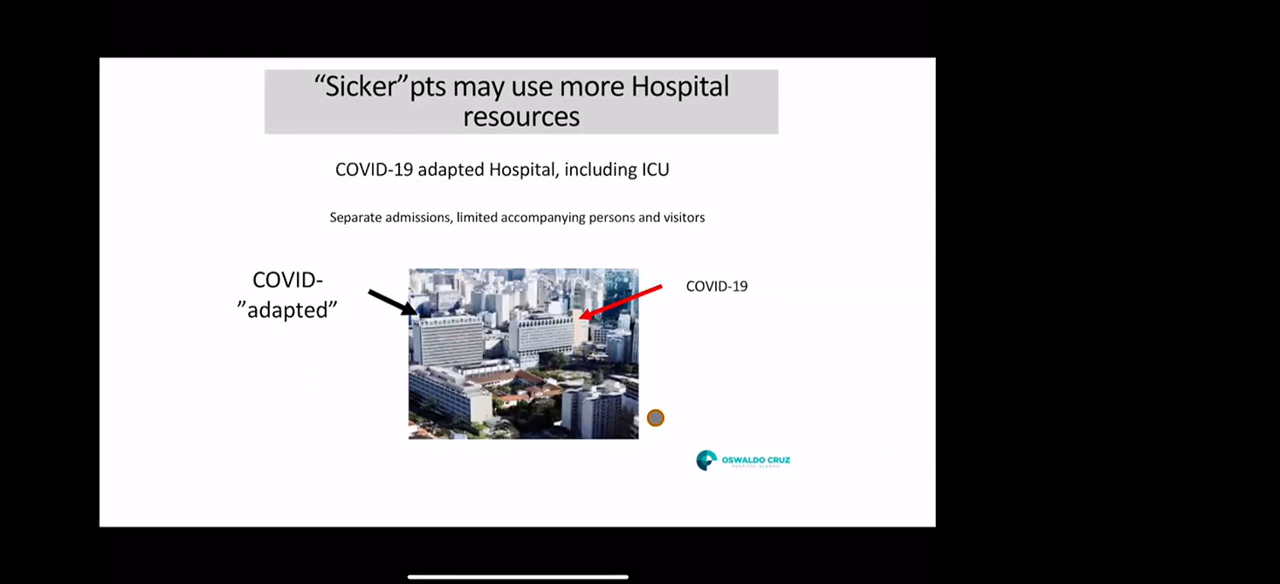 “Sicker”pts may use more Hospital
resources
COVID-19 adapted Hospital, including ICU
Separate admissions, limited accompanying persons and visitors
COVID-
”adapted”
COVID-19
OSWALDO CRUZ